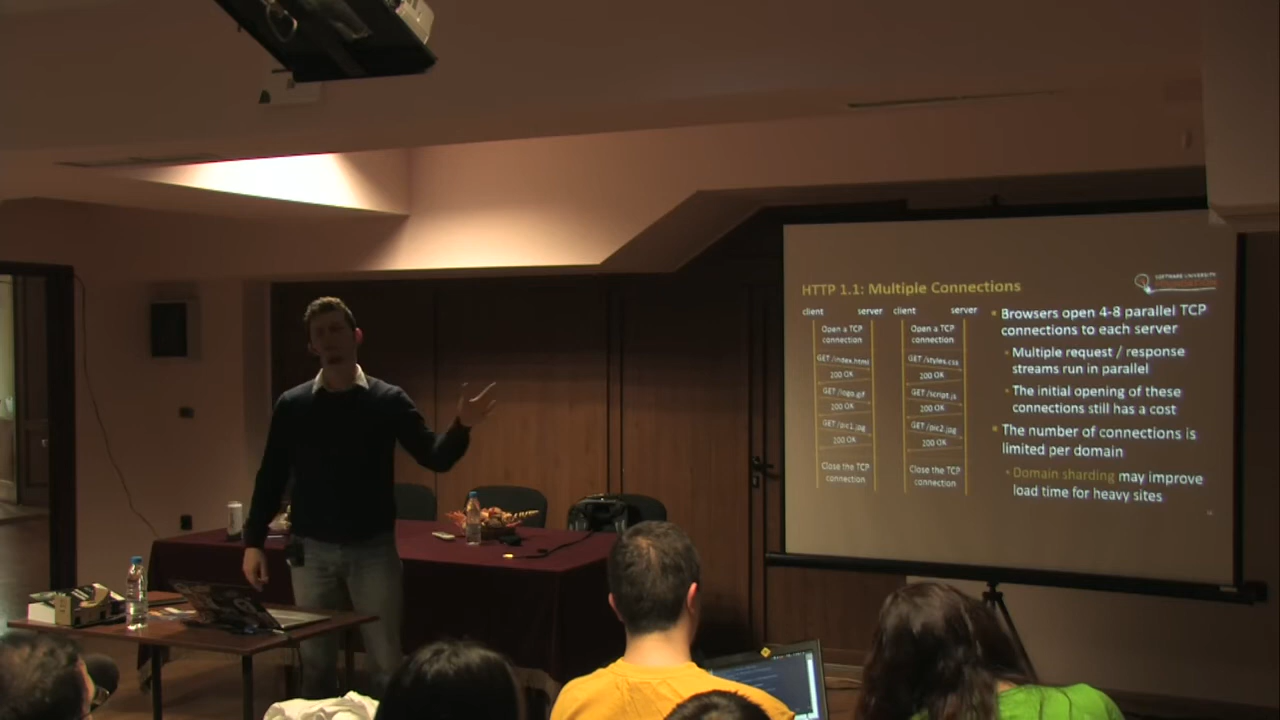 SOFTWARE UNIVERSITY
FOUNDATION
HTTP 1.1: Multiple Connections
client server client server
Open a TCP
connection
GET /index.html
200 OK
GET /logo.gif
200 OK
GET /pic1.jpg
200 OK
Close the TCP
connection
Open a TCP
connection
GET /styles.css
200 OK
GET /script.js
200 OK
GET /pic2.jpg
200 OK
Close the TCP
connection
Browsers open 4-8 parallel TCP
connections to each server
Multiple request / response
streams run in parallel
The initial opening of these
connections still has a cost
The number of connections is
limited per domain
Domain sharding may improve
load time for heavy sites